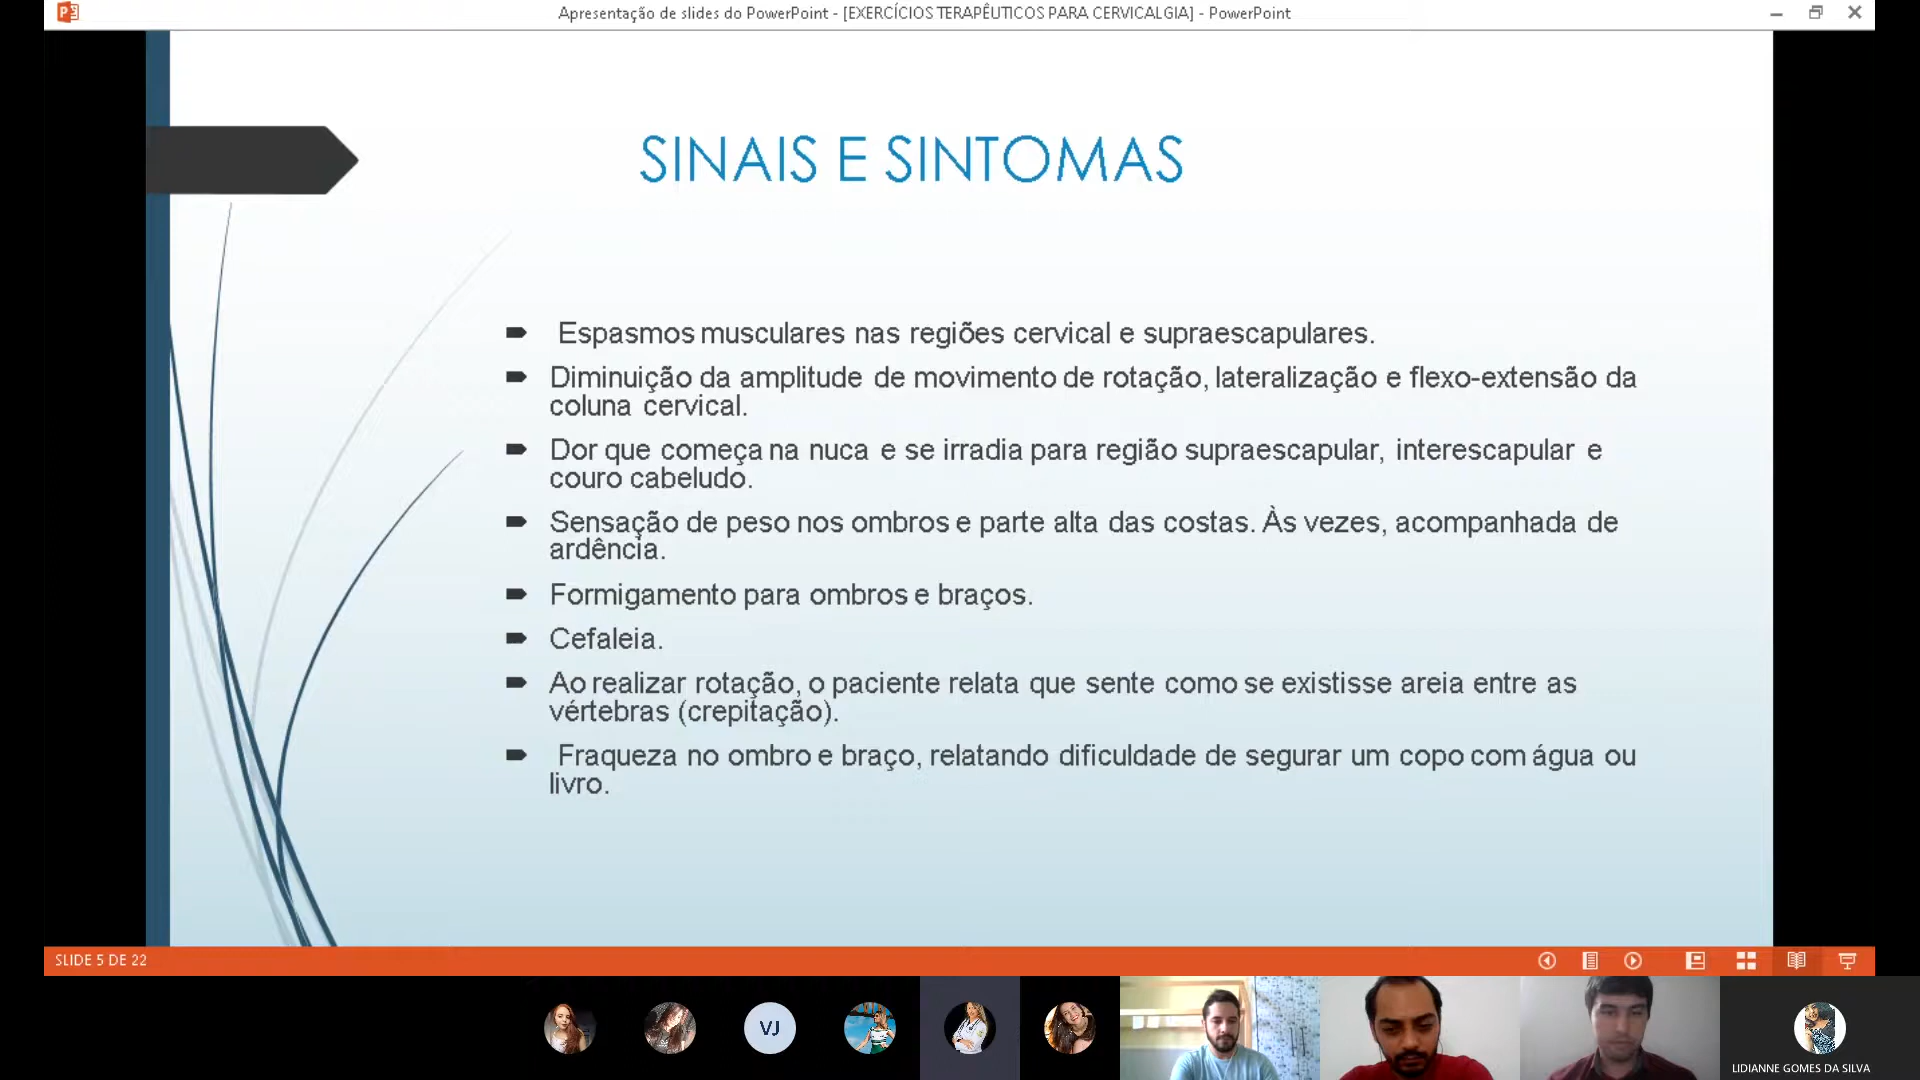 Apresentação de slides do PowerPoint - [EXERCÍCIOS TERAPÊUTICOS PARA CERVICALGIA] - PowerPoint
SINAIS E SINTOMAS
Espasmos musculares nas regiões cervical e supraescapulares.
Diminuição da amplitude de movimento de rotação, lateralização e flexo-extensão da
coluna cervical.
Dor que começa na nuca e se irradia para região supraescapular, interescapular e
couro cabeludo.
Sensação de peso nos ombros e parte alta das costas. Às vezes, acompanhada de
ardência.
Formigamento para ombros e braços.
Cefaleia.
Ao realizar rotação, o paciente relata que sente como se existisse areia entre as
vértebras (crepitação).
Fraqueza no ombro e braço, relatando dificuldade de segurar um copo com água ou
livro.
SLIDE 5 DE 22
VJ
LIDIANNE GOMES DA SILVA